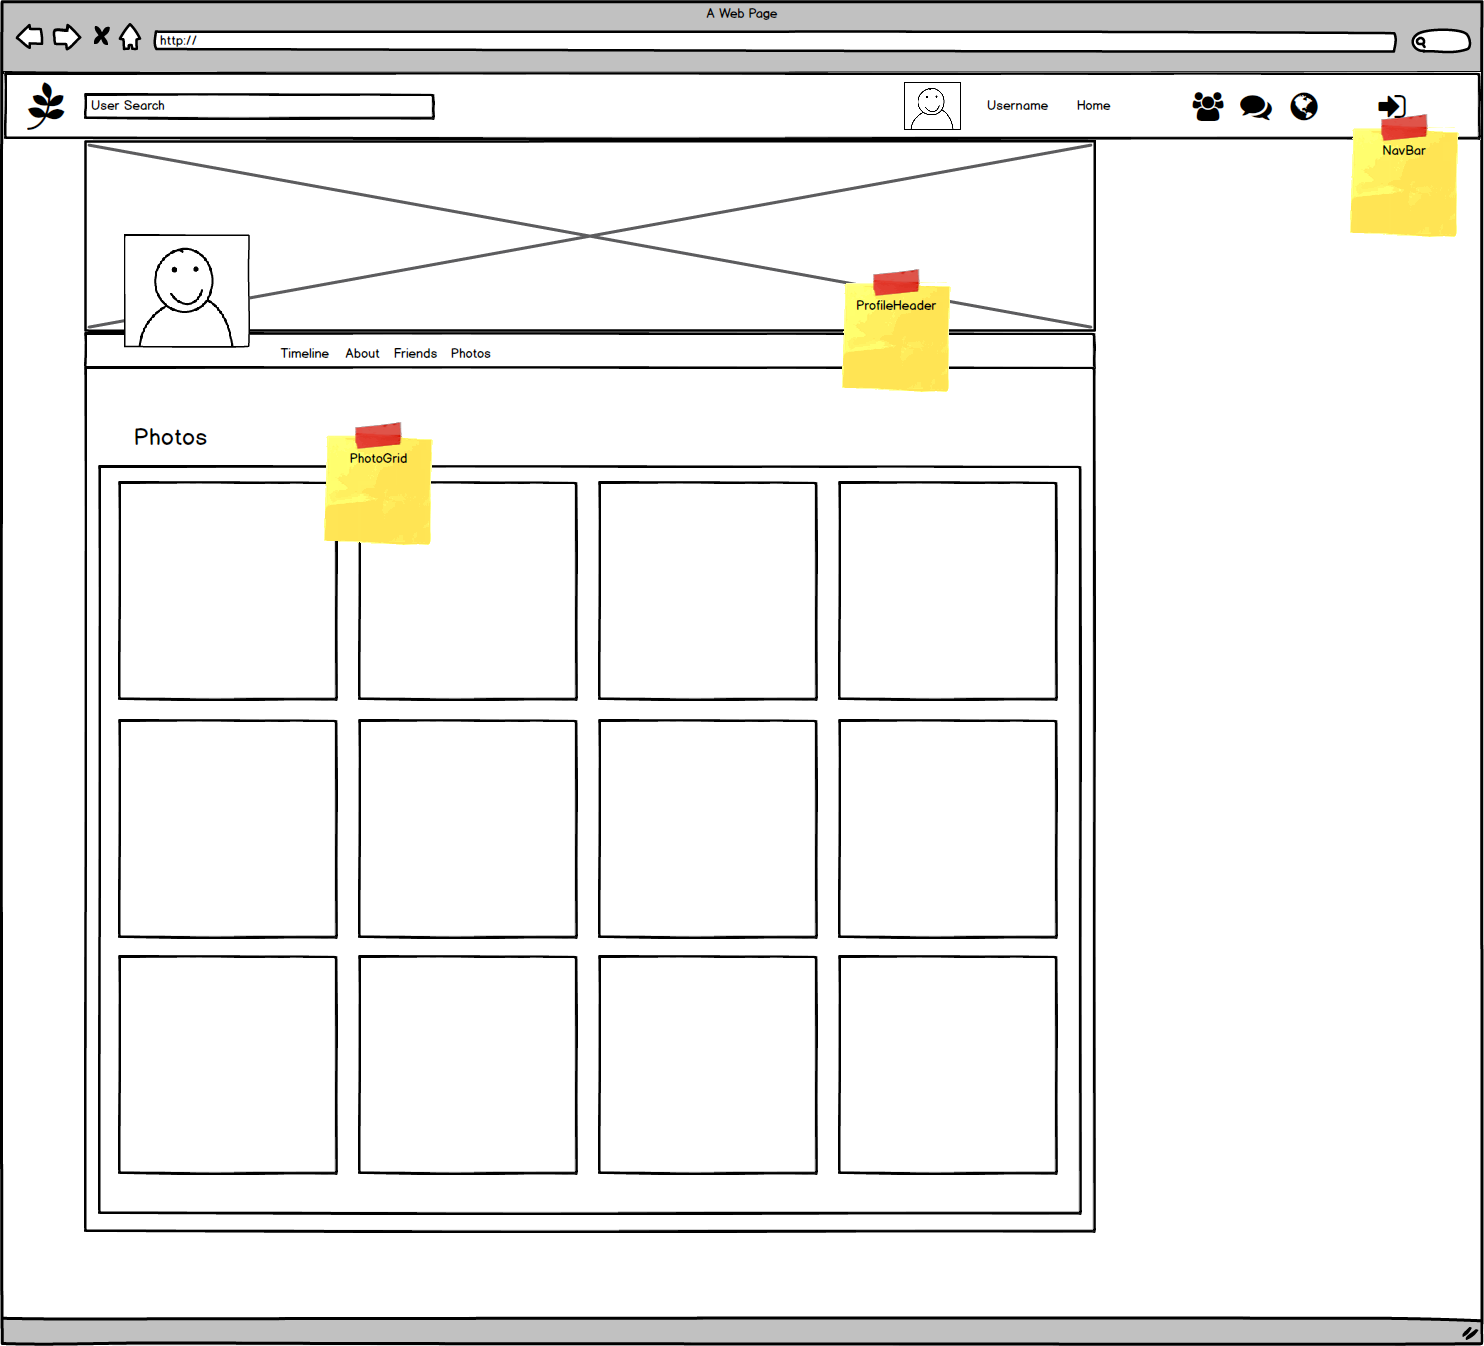 A Web Page
http://
User Search
Username Home
NavBar
ProfileHeader
Timeline About Friends Photos
Photos
PhotoGrid